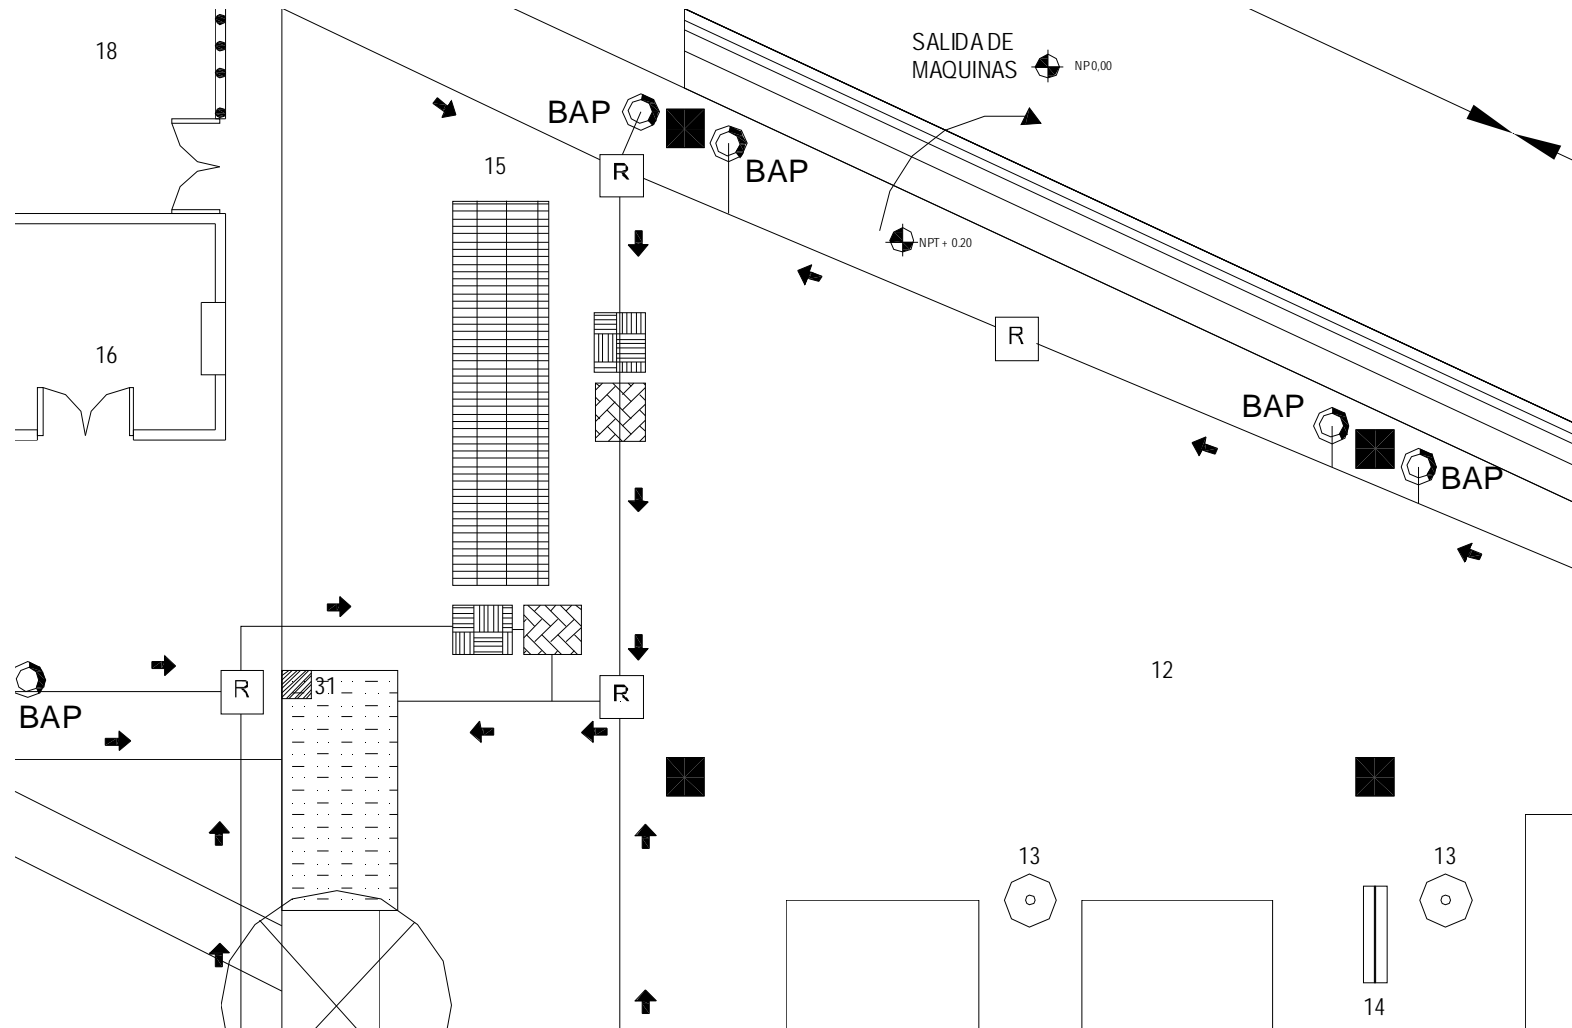 18
SALIDA DE
MAQUINAS
NP 0,00
BAP
BAP
15
R
NPT + 0.20
R
16
BAP
BAP
R
31
R
BAP
12
13
13
14